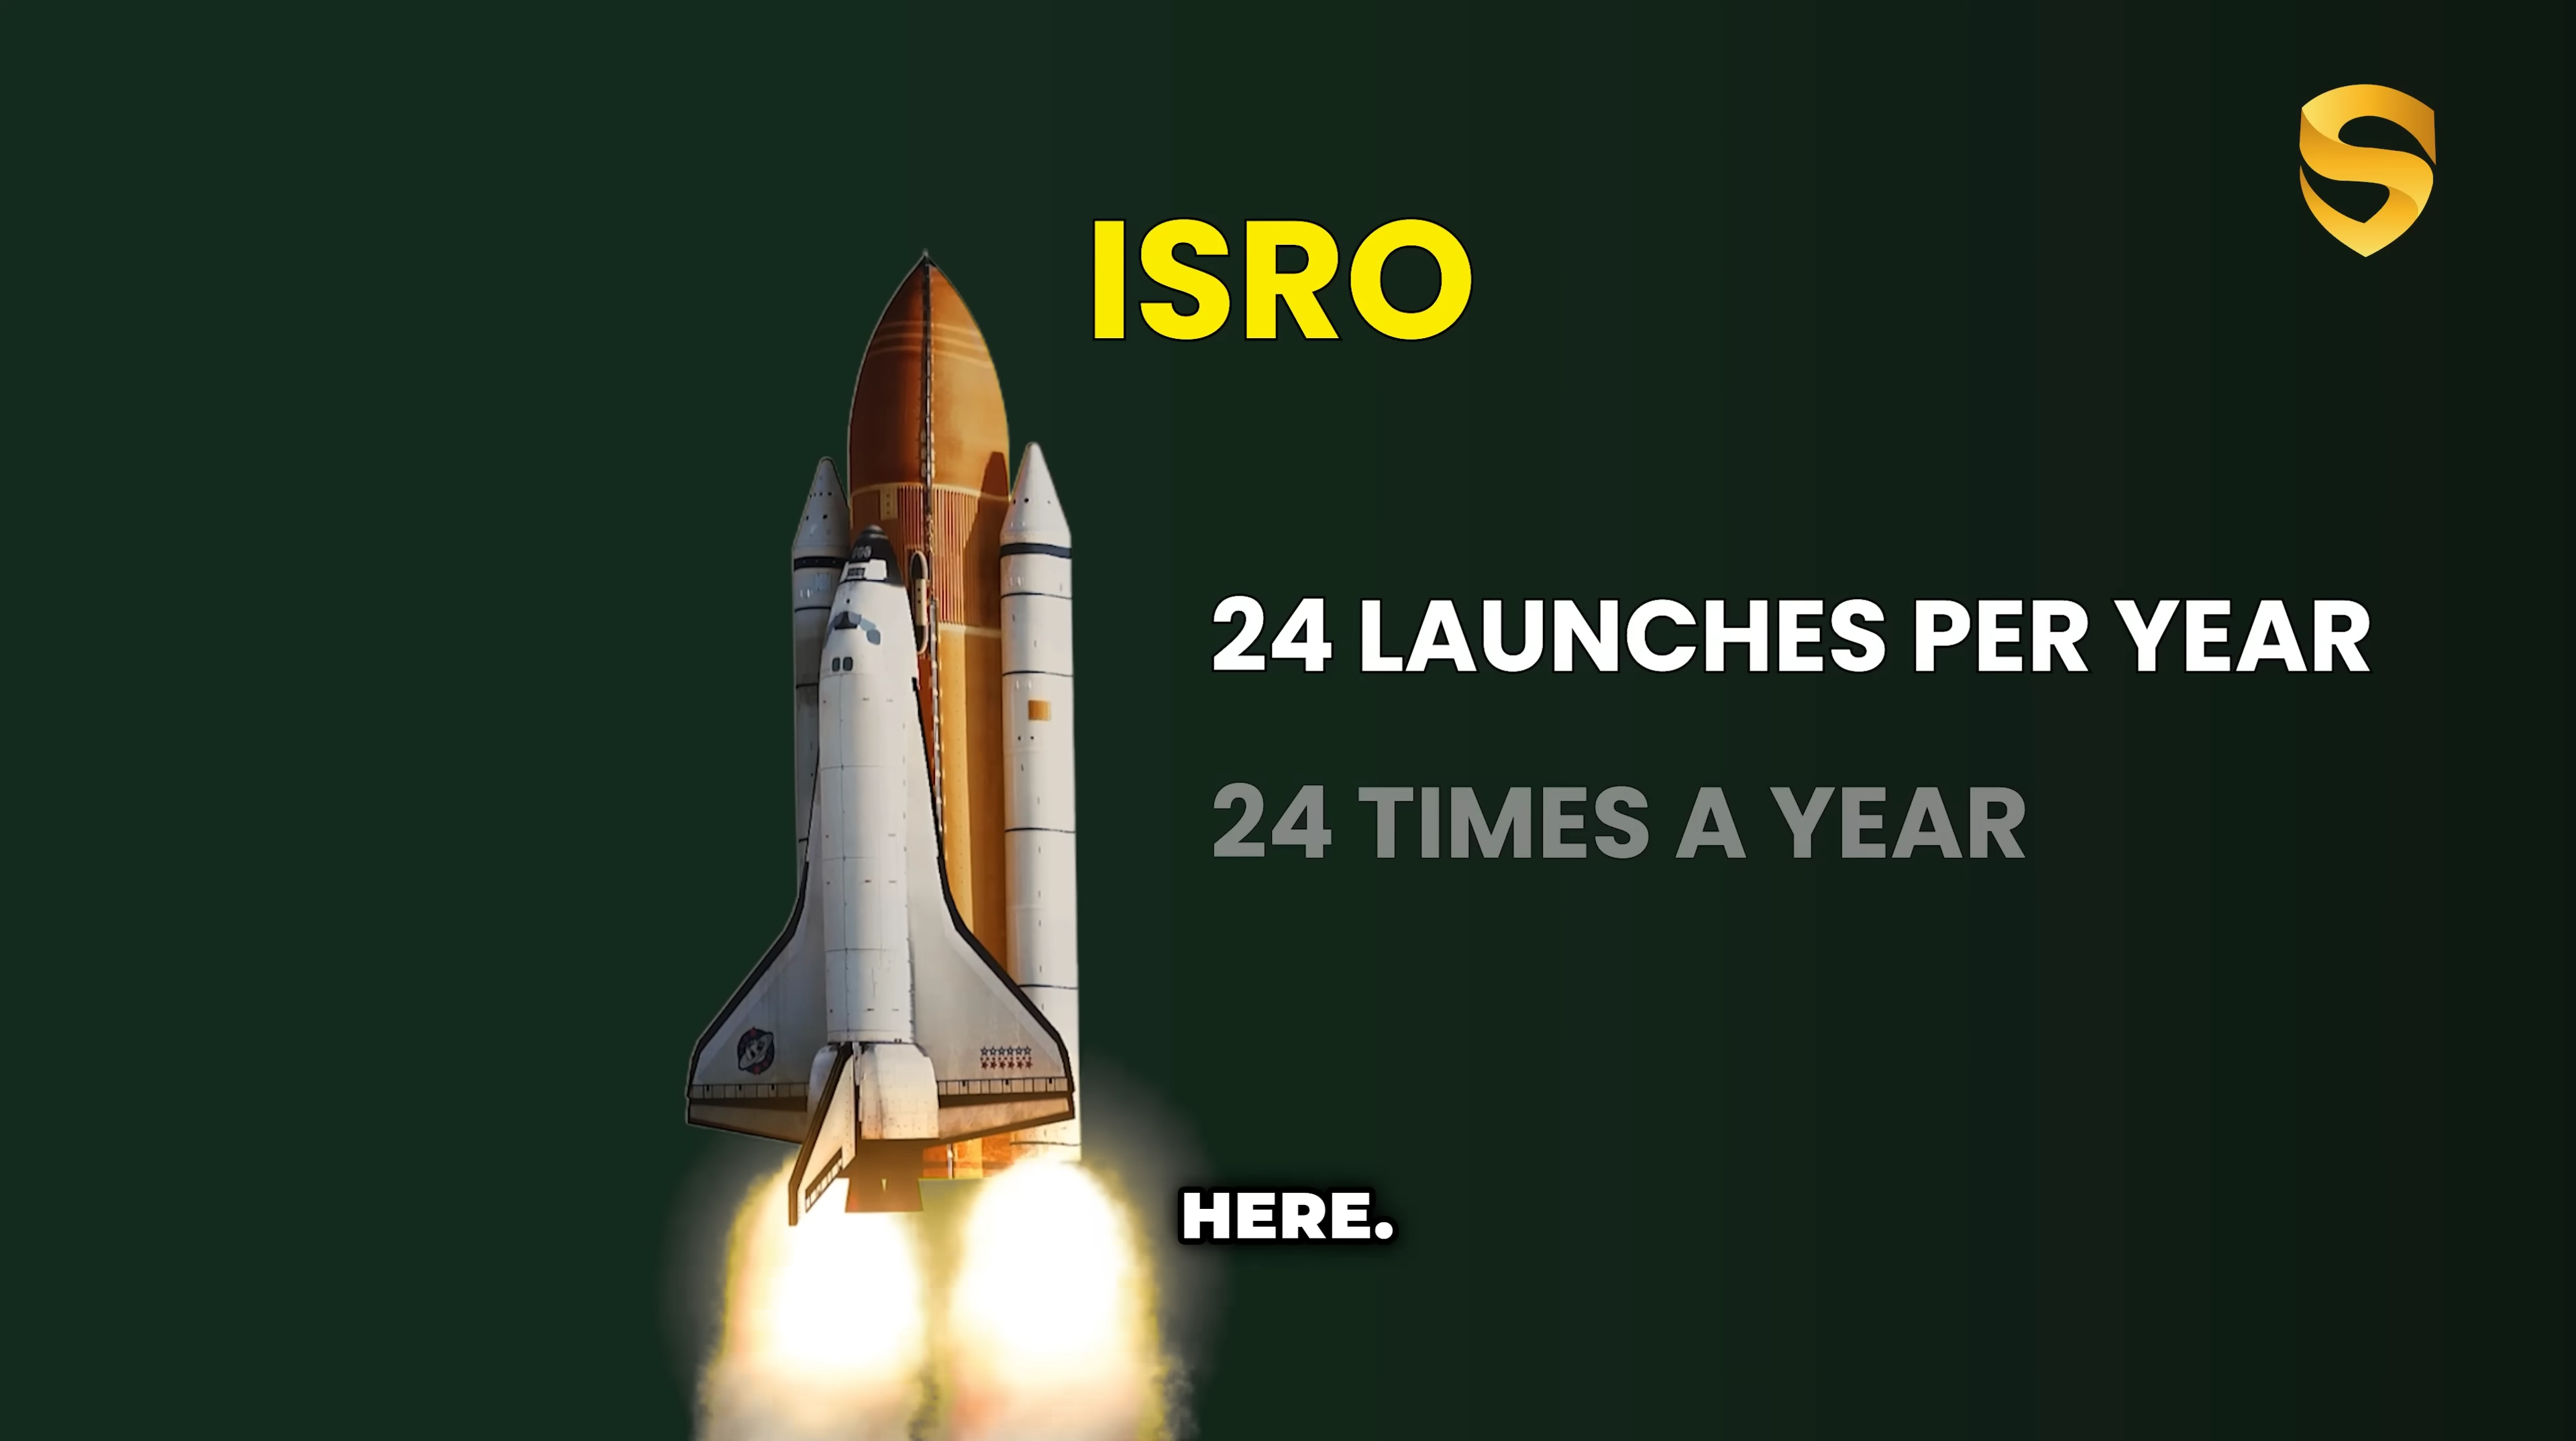 ISRO
24 LAUNCHES PER YEAR
24 TIMES A YEAR
HERE.